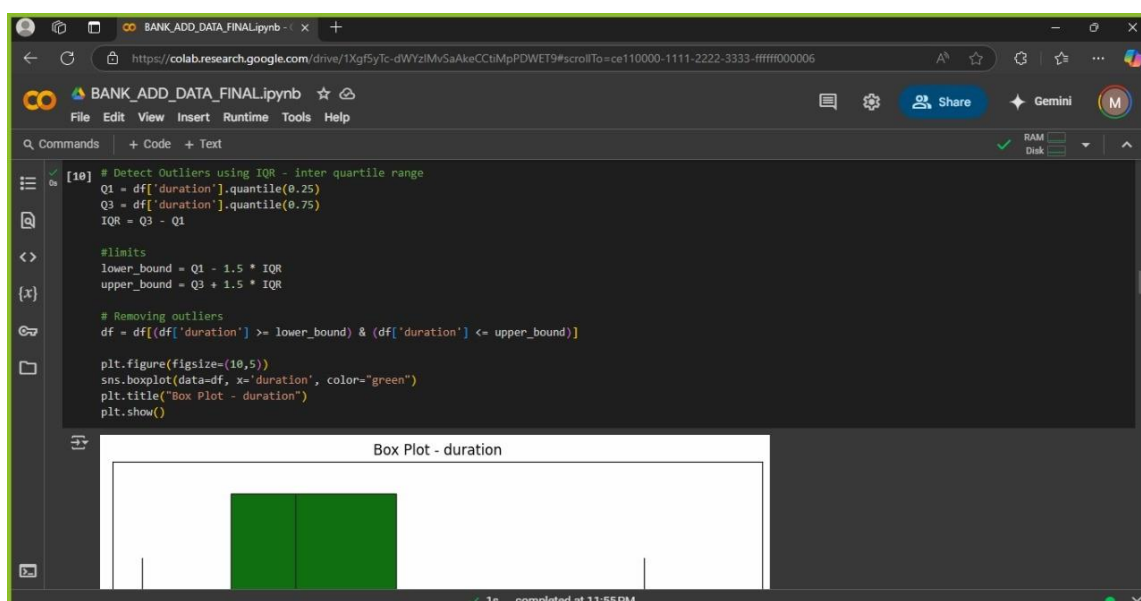 BANK_ADD_DATA_FINAL.ipynb - C
https://colab.research.google.com/drive/1Xgf5yTc-dWYzlMvSaAkeCCtiMpPDWET9#scrollTo=ce110000-1111-2222-3333-ffffff000006
BANK_ADD_DATA_FINAL.ipynb
Share
Gemini
M
File Edit View Insert Runtime Tools Help
Commands + Code + Text
RAM
Disk
0s
[10] # Detect Outliers using IQR - inter quartile range
Q1 = df['duration'].quantile(0.25)
Q3 = df['duration'].quantile(0.75)
IQR = Q3 - Q1
#limits
lower_bound = Q1 - 1.5 * IQR
upper_bound = Q3 + 1.5 * IQR
# Removing outliers
df = df[(df['duration'] >= lower_bound) & (df['duration'] <= upper_bound)]
plt.figure(figsize=(10,5))
sns.boxplot(data=df, x='duration', color="green")
plt.title("Box Plot - duration")
plt.show()
Box Plot - duration
1s completed at 11:55 PM